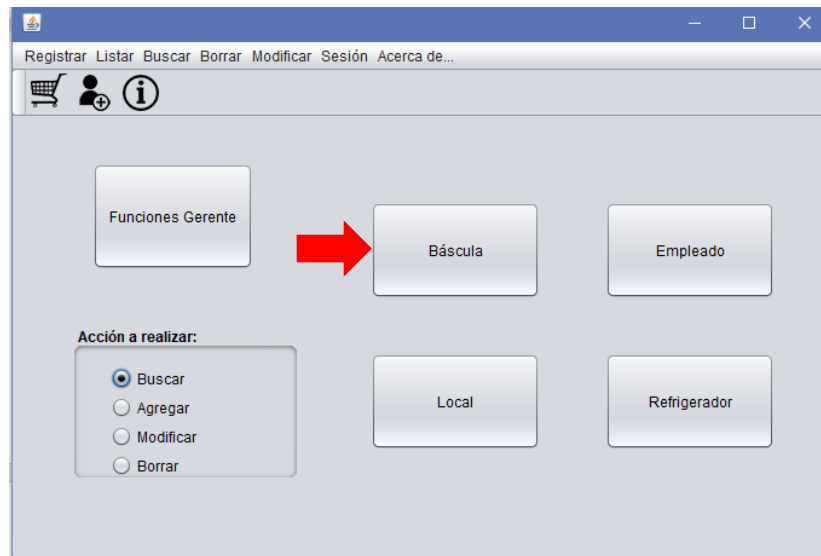 Registrar Listar Buscar Borrar Modificar Sesión Acerca de...
Funciones Gerente
Báscula
Empleado
Acción a realizar:
Buscar
Agregar
Modificar
Borrar
Local
Refrigerador